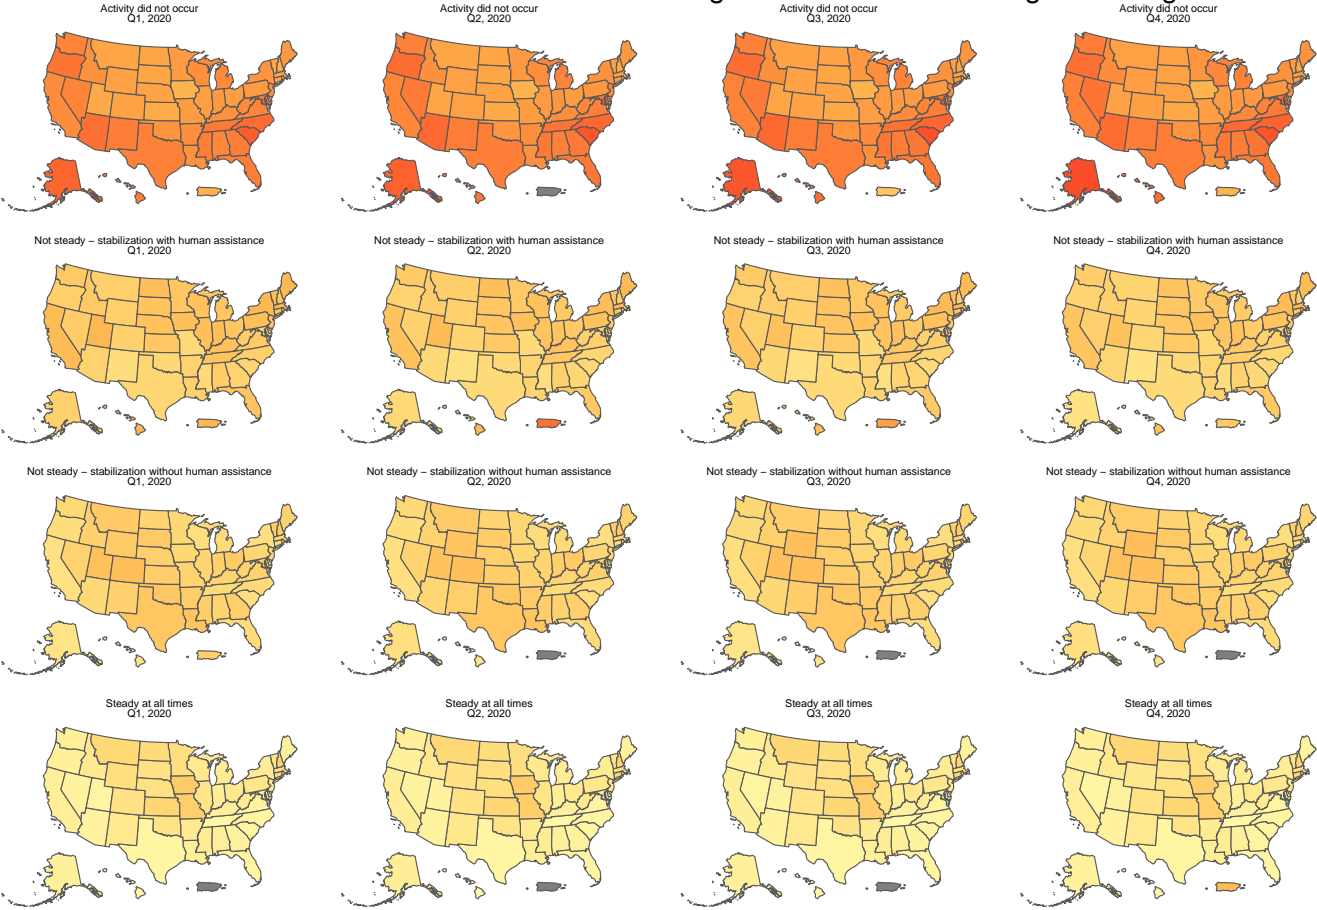 Activity did not occur
Q1, 2020
Activity did not occur
Q2, 2020
Activity did not occur
Q3, 2020
Activity did not occur
Q4, 2020
Not steady − stabilization with human assistance
Q1, 2020
Not steady − stabilization with human assistance
Q2, 2020
Not steady − stabilization with human assistance
Q3, 2020
Not steady − stabilization with human assistance
Q4, 2020
Not steady − stabilization without human assistance
Q1, 2020
Not steady − stabilization without human assistance
Q2, 2020
Not steady − stabilization without human assistance
Q3, 2020
Not steady − stabilization without human assistance
Q4, 2020
Steady at all times
Q1, 2020
Steady at all times
Q2, 2020
Steady at all times
Q3, 2020
Steady at all times
Q4, 2020